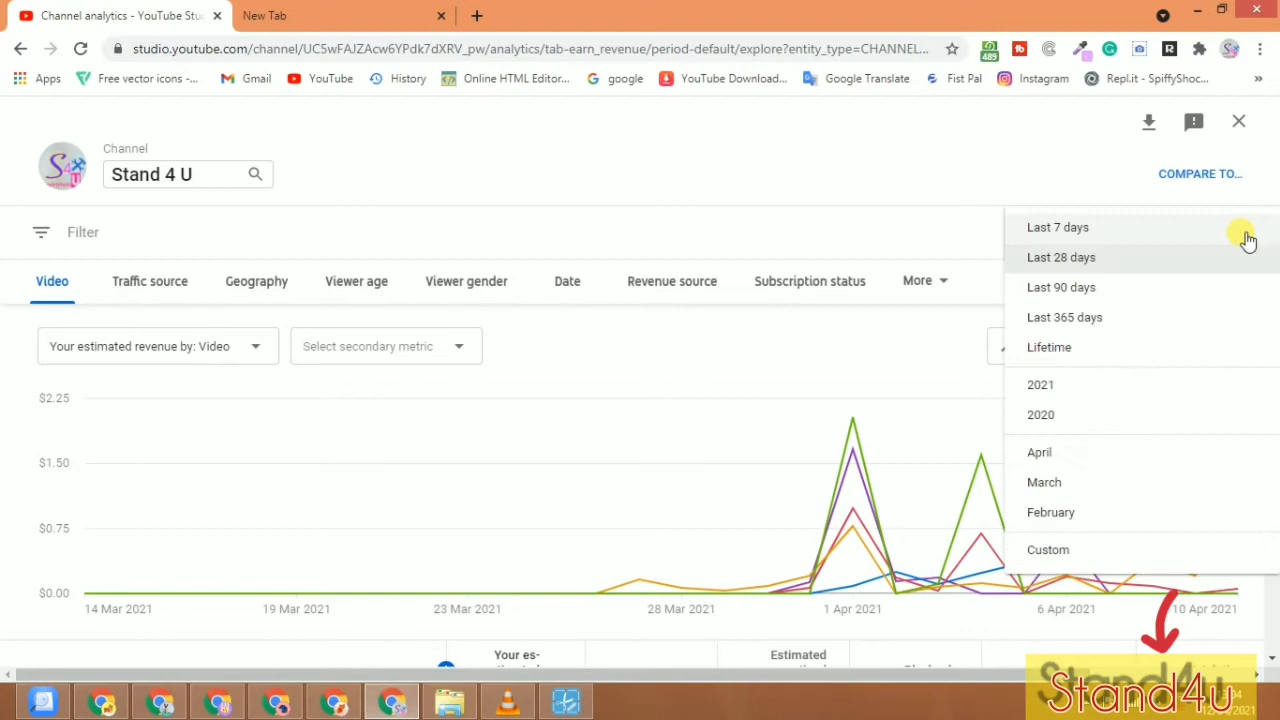 Channel analytics - YouTube Stu
New Tab
studio.youtube.com/channel/UC5wFAJZAcw6YPdk7dXRV_pw/analytics/tab-earn_revenue/period-default/explore?entity_type=CHANNEL...
489
Apps
Free vector icons -...
Gmail
YouTube
History
Online HTML Editor...
google
YouTube Download...
Google Translate
Fist Pal
Instagram
Repl.it - SpiffyShoc...
»
Channel
Stand 4 U
COMPARE TO...
Filter
Last 7 days
Last 28 days
Last 90 days
Last 365 days
Lifetime
2021
2020
April
March
February
Custom
Video
Traffic source
Geography
Viewer age
Viewer gender
Date
Revenue source
Subscription status
More
Your estimated revenue by: Video
Select secondary metric
$2.25
$1.50
$0.75
$0.00
14 Mar 2021
19 Mar 2021
23 Mar 2021
28 Mar 2021
1 Apr 2021
6 Apr 2021
10 Apr 2021
Your es-
Estimated
Stand4u